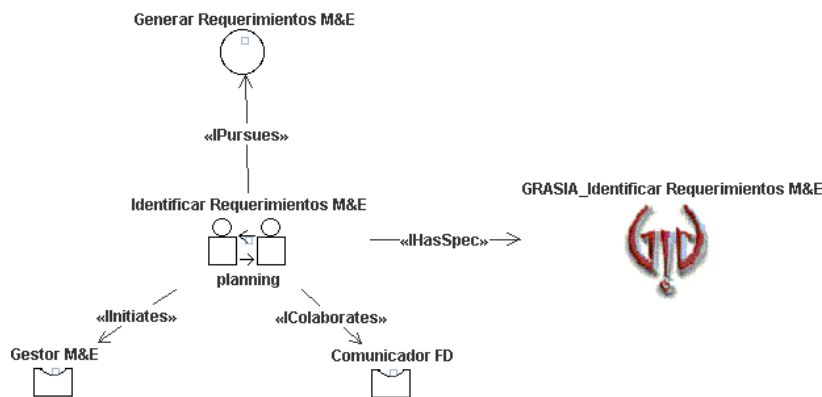 Generar Requerimientos M&E
«IPursues»
Identificar Requerimientos M&E
planning
«IHasSpec»
GRASIA_Identificar Requerimientos M&E
«IInitiates»
«IColaborates»
Gestor M&E
Comunicador FD